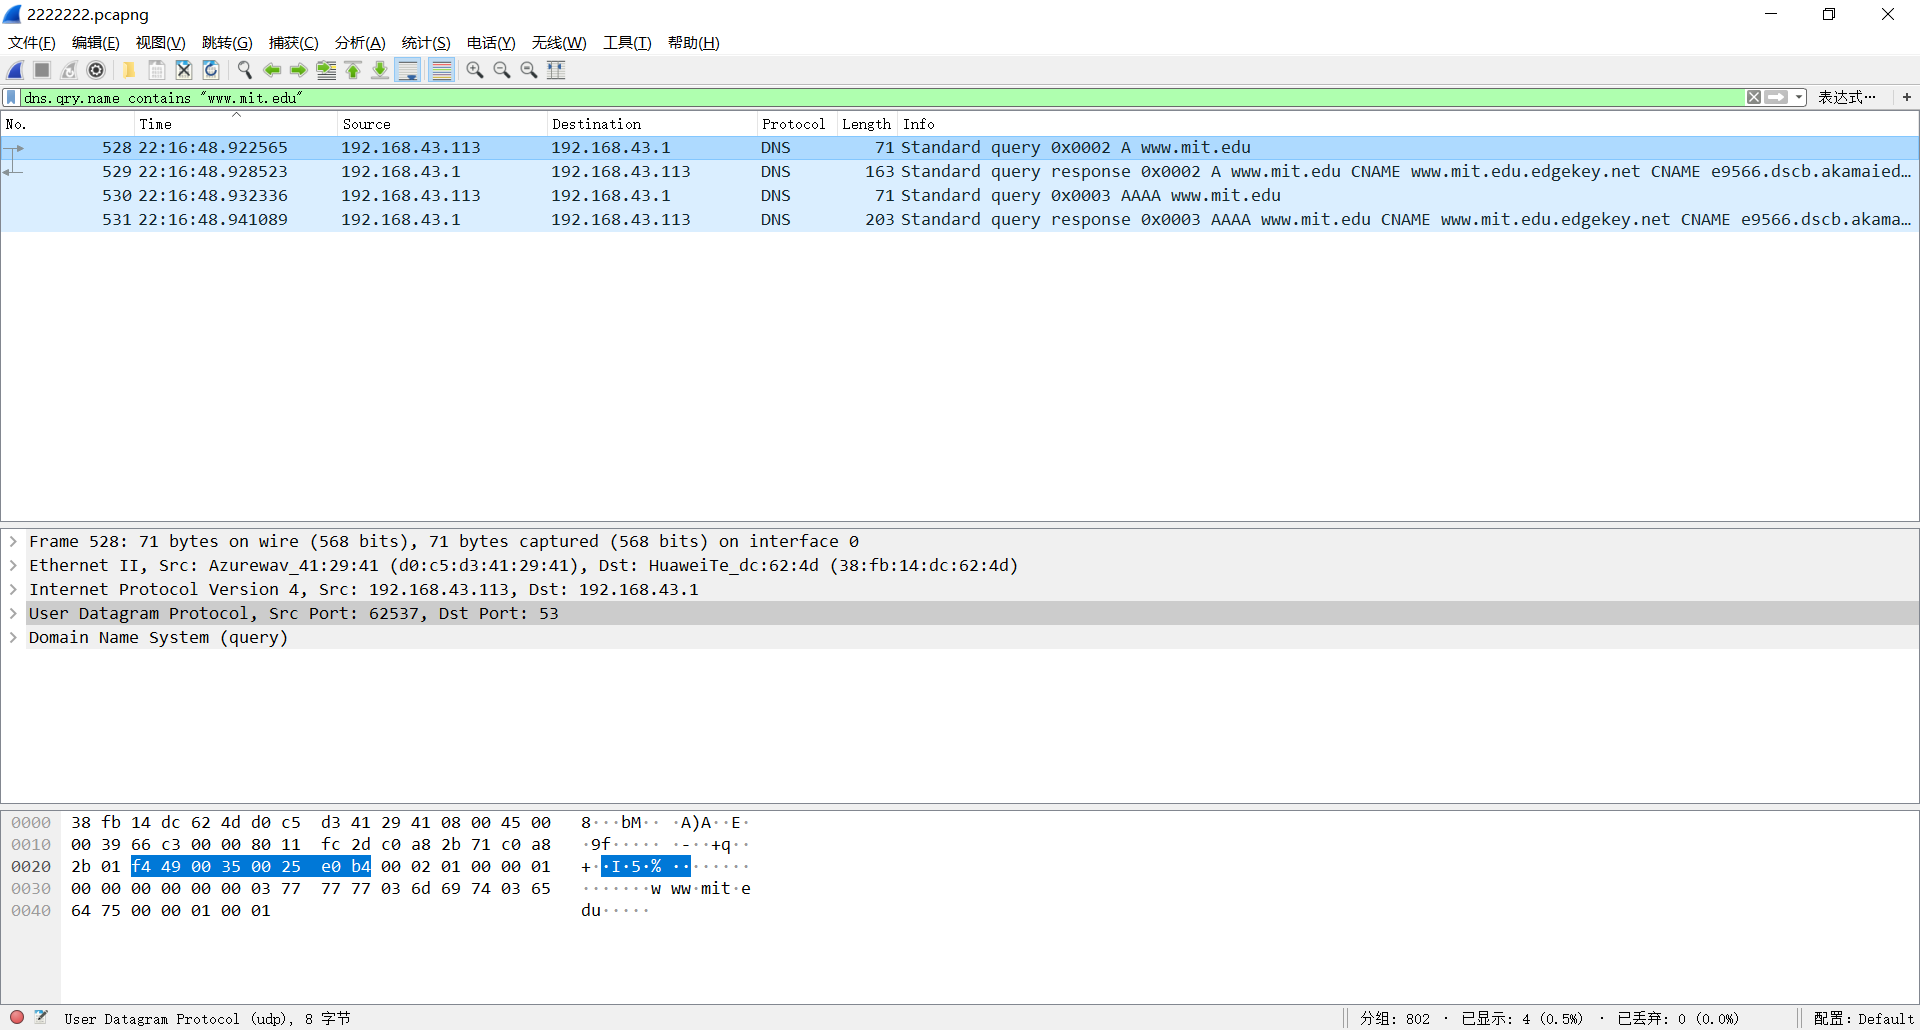 2222222.pcapng
文件(F) 编辑(E) 视图(V) 跳转(G) 捕获(C) 分析(A) 统计(S) 电话(Y) 无线(W) 工具(T) 帮助(H)
dns.qry.name contains "www.mit.edu" 表达式… +
No. Time Source Destination Protocol Length Info
528 22:16:48.922565 192.168.43.113 192.168.43.1 DNS 71 Standard query 0x0002 A www.mit.edu
529 22:16:48.928523 192.168.43.1 192.168.43.113 DNS 163 Standard query response 0x0002 A www.mit.edu CNAME www.mit.edu.edgekey.net CNAME e9566.dscb.akamaied…
530 22:16:48.932336 192.168.43.113 192.168.43.1 DNS 71 Standard query 0x0003 AAAA www.mit.edu
531 22:16:48.941089 192.168.43.1 192.168.43.113 DNS 203 Standard query response 0x0003 AAAA www.mit.edu CNAME www.mit.edu.edgekey.net CNAME e9566.dscb.akama…
Frame 528: 71 bytes on wire (568 bits), 71 bytes captured (568 bits) on interface 0
Ethernet II, Src: Azurewav_41:29:41 (d0:c5:d3:41:29:41), Dst: HuaweiTe_dc:62:4d (38:fb:14:dc:62:4d)
Internet Protocol Version 4, Src: 192.168.43.113, Dst: 192.168.43.1
User Datagram Protocol, Src Port: 62537, Dst Port: 53
Domain Name System (query)
0000 38 fb 14 dc 62 4d d0 c5 d3 41 29 41 08 00 45 00 8···bM·· ·A)A··E·
0010 00 39 66 c3 00 00 80 11 fc 2d c0 a8 2b 71 c0 a8 ·9f····· ·-··+q··
0020 2b 01 f4 49 00 35 00 25 e0 b4 00 02 01 00 00 01 +··I·5·% ········
0030 00 00 00 00 00 00 03 77 77 77 03 6d 69 74 03 65 ·······w ww·mit·e
0040 64 75 00 00 01 00 01 du·····
User Datagram Protocol (udp), 8 字节 分组: 802 · 已显示: 4 (0.5%) · 已丢弃: 0 (0.0%) 配置: Default